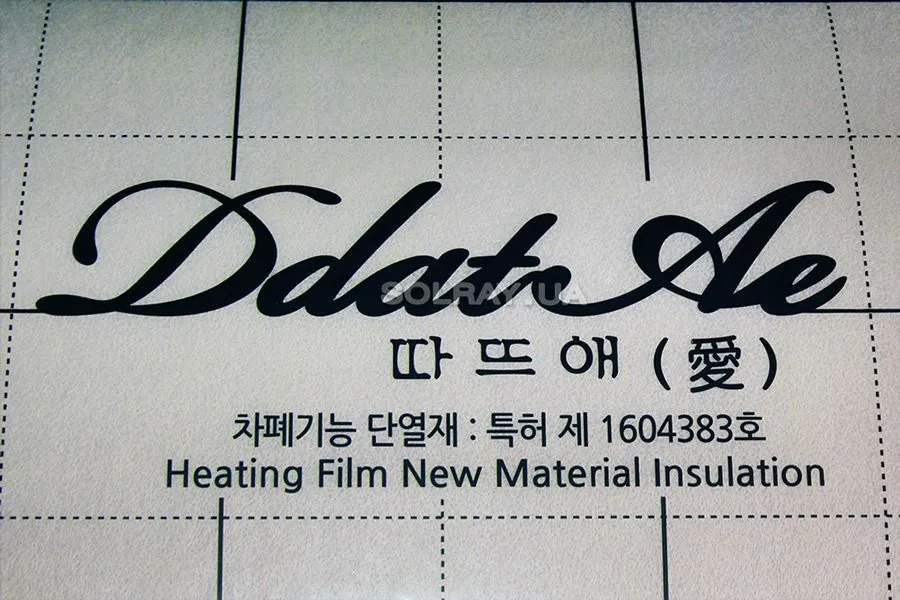 Ddat Ae
SOLRAY.UA
따뜨애 (愛)
차폐기능 단열재 : 특허 제 1604383호
Heating Film New Material Insulation